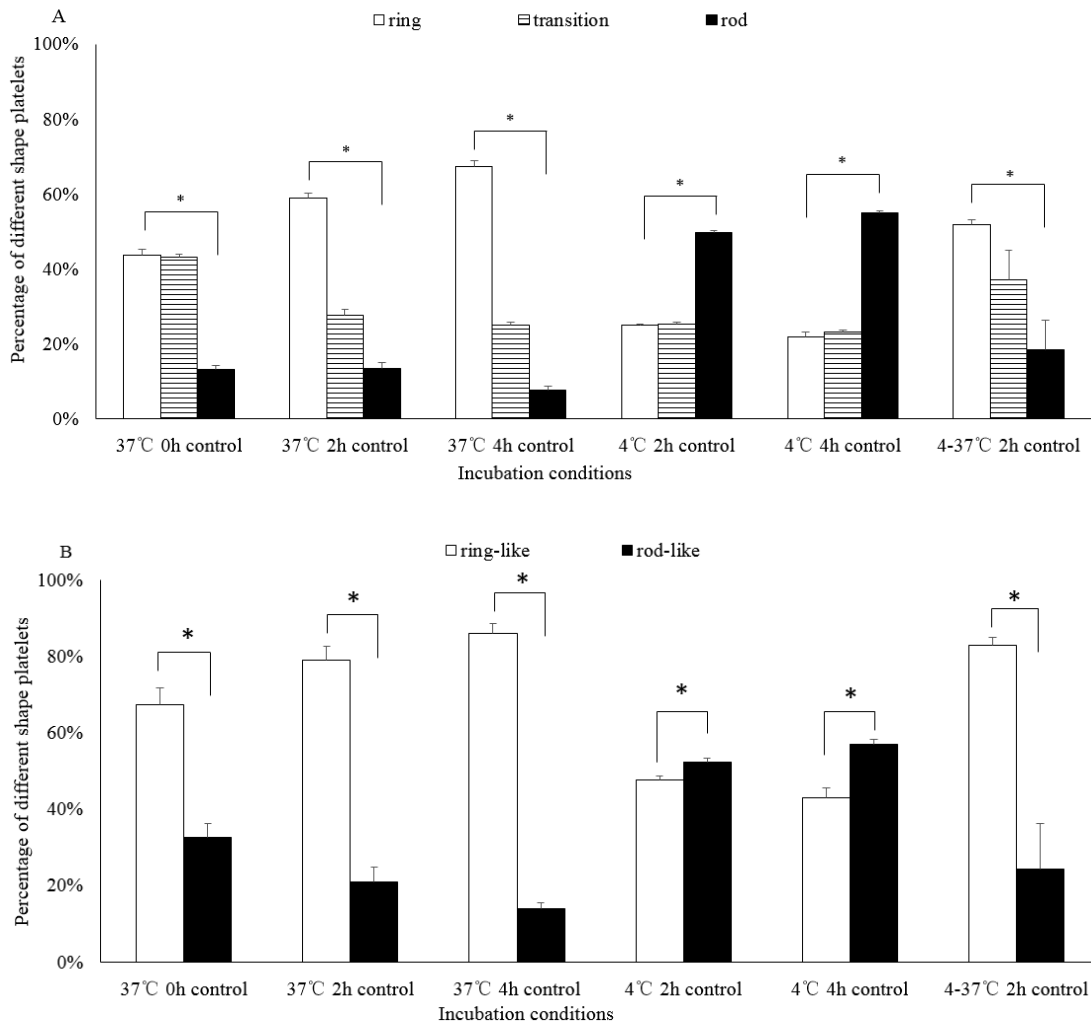 A
ring transition rod
Percentage of different shape platelets
100%
80%
60%
40%
20%
0%
* * * * * *
37℃ 0h control 37℃ 2h control 37℃ 4h control 4℃ 2h control 4℃ 4h control 4-37℃ 2h control
Incubation conditions
B
ring-like rod-like
Percentage of different shape platelets
100%
80%
60%
40%
20%
0%
* * * * * *
37℃ 0h control 37℃ 2h control 37℃ 4h control 4℃ 2h control 4℃ 4h control 4-37℃ 2h control
Incubation conditions